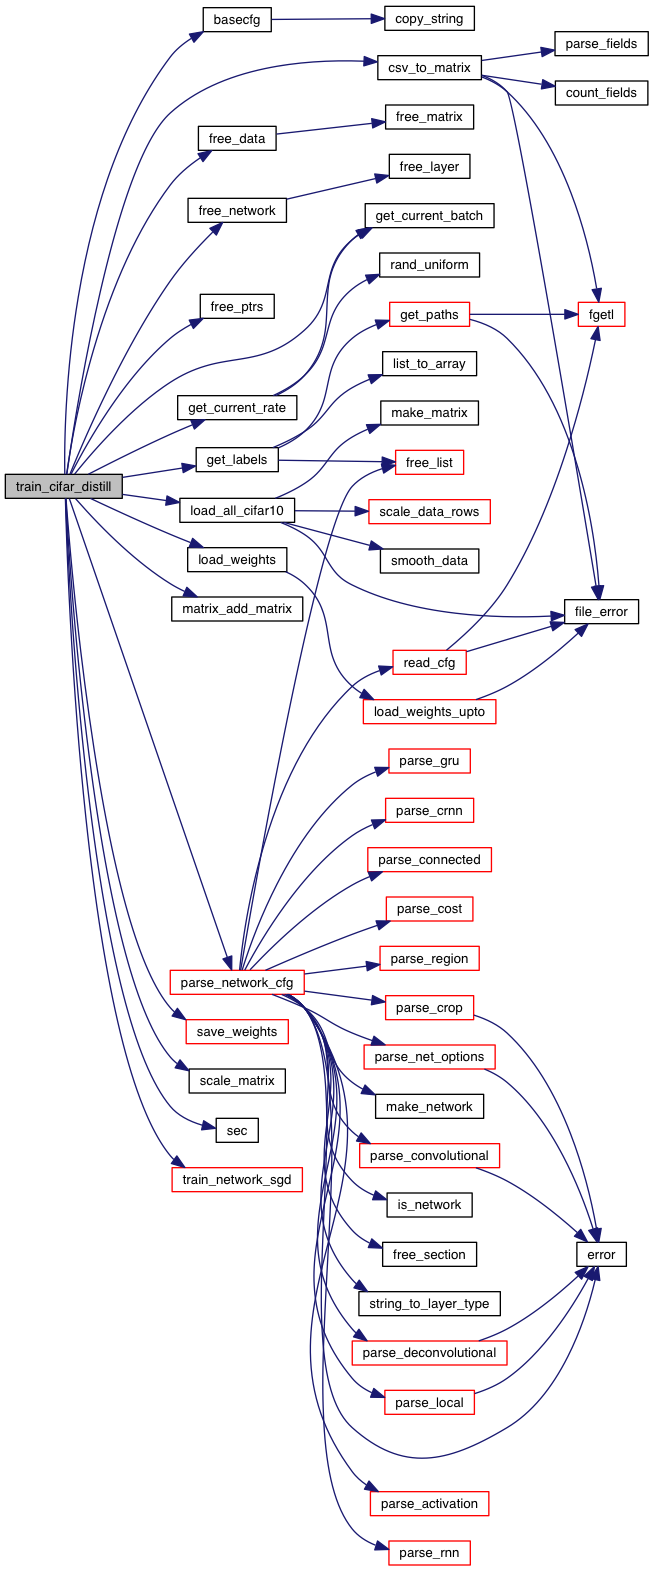 basecfg
copy_string
parse_fields
csv_to_matrix
count_fields
free_matrix
free_data
free_layer
free_network
get_current_batch
rand_uniform
free_ptrs
get_paths
fgetl
list_to_array
get_current_rate
make_matrix
get_labels
free_list
train_cifar_distill
load_all_cifar10
scale_data_rows
load_weights
smooth_data
matrix_add_matrix
file_error
read_cfg
load_weights_upto
parse_gru
parse_crnn
parse_connected
parse_cost
parse_region
parse_network_cfg
parse_crop
save_weights
parse_net_options
scale_matrix
make_network
sec
parse_convolutional
train_network_sgd
is_network
free_section
error
string_to_layer_type
parse_deconvolutional
parse_local
parse_activation
parse_rnn